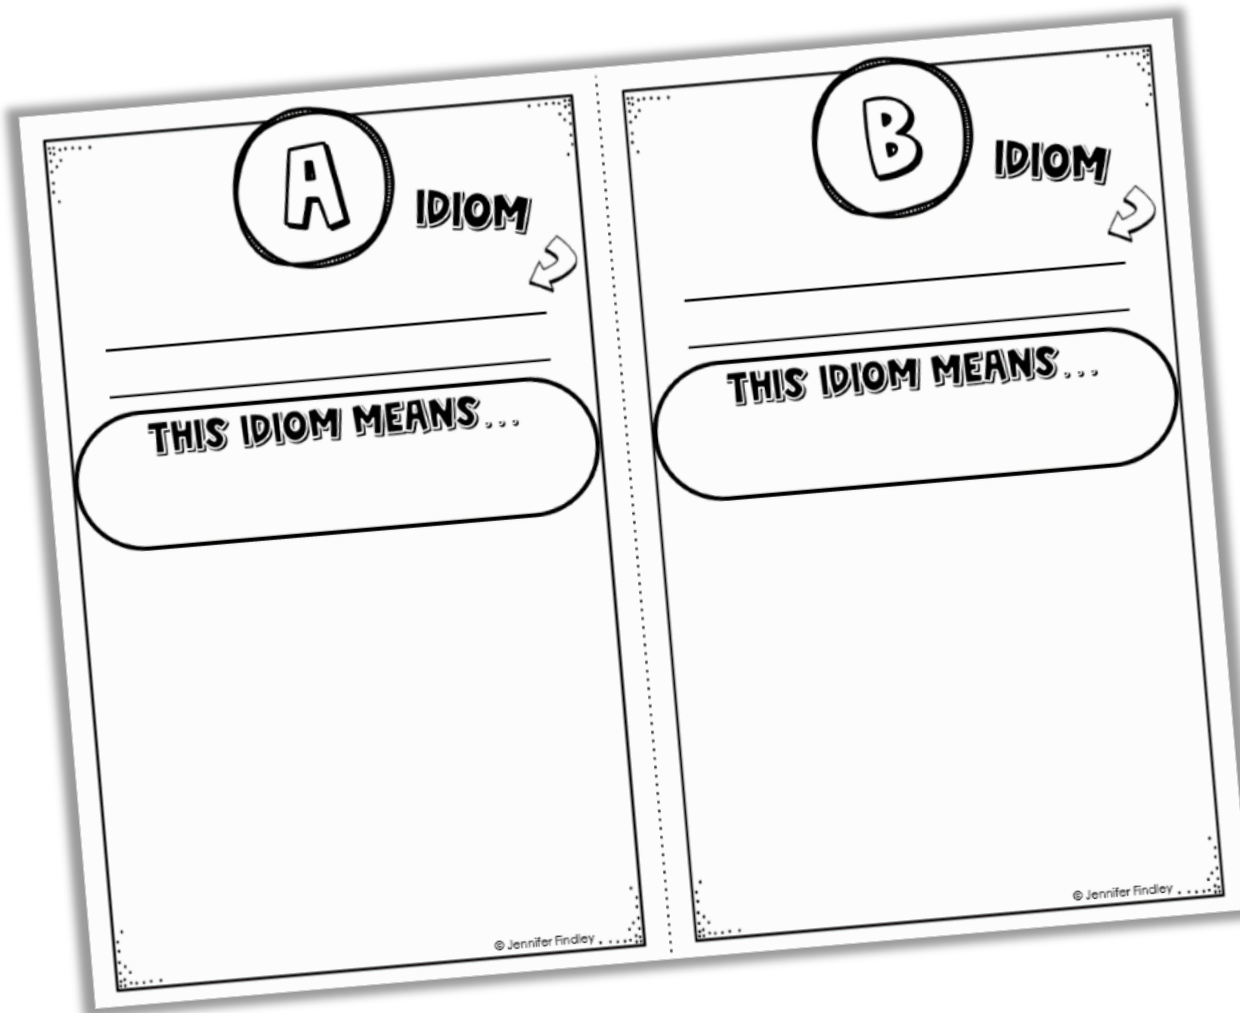 A
IDIOM
THIS IDIOM MEANS...
© Jennifer Findley
B
IDIOM
THIS IDIOM MEANS...
© Jennifer Findley